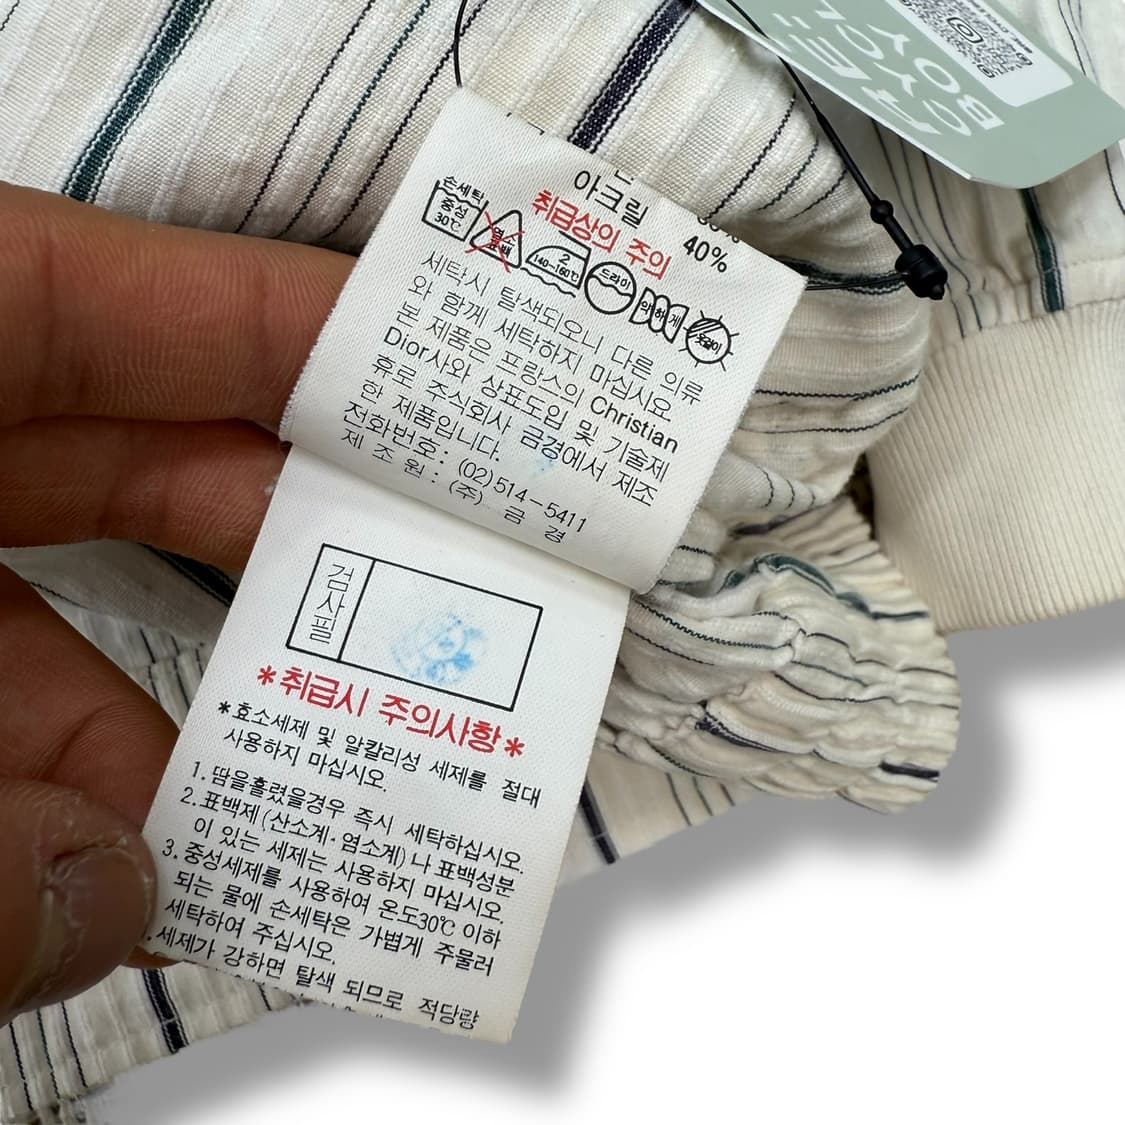 아크릴 40%
취급상의 주의
손세탁
중성
30℃
염소
표백
2
140~160℃
드라이
약하게
옷걸이
세탁시 탈색되오니 다른 의류
와 함께 세탁하지 마십시요
본 제품은 프랑스의 Christian
Dior사와 상표도입 및 기술제
휴로 주식회사 금경에서 제조
한 제품입니다.
전화번호: (02)514-5411
제 조 원 : (주) 금 경
검사필
*취급시 주의사항*
*효소세제 및 알칼리성 세제를 절대
사용하지 마십시오.
1. 땀을흘렸을경우 즉시 세탁하십시오.
2. 표백제(산소계·염소계)나 표백성분
이 있는 세제는 사용하지 마십시오.
3. 중성세제를 사용하여 온도30℃ 이하
되는 물에 손세탁은 가볍게 주물러
세탁하여 주십시오.
. 세제가 강하면 탈색 되므로 적당량